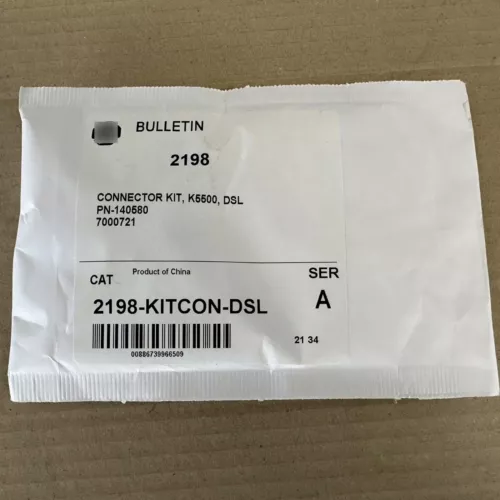 BULLETIN
2198
CONNECTOR KIT, K5500, DSL
PN-140580
7000721
Product of China
CAT
SER
2198-KITCON-DSL
A
00886739966509
21 34